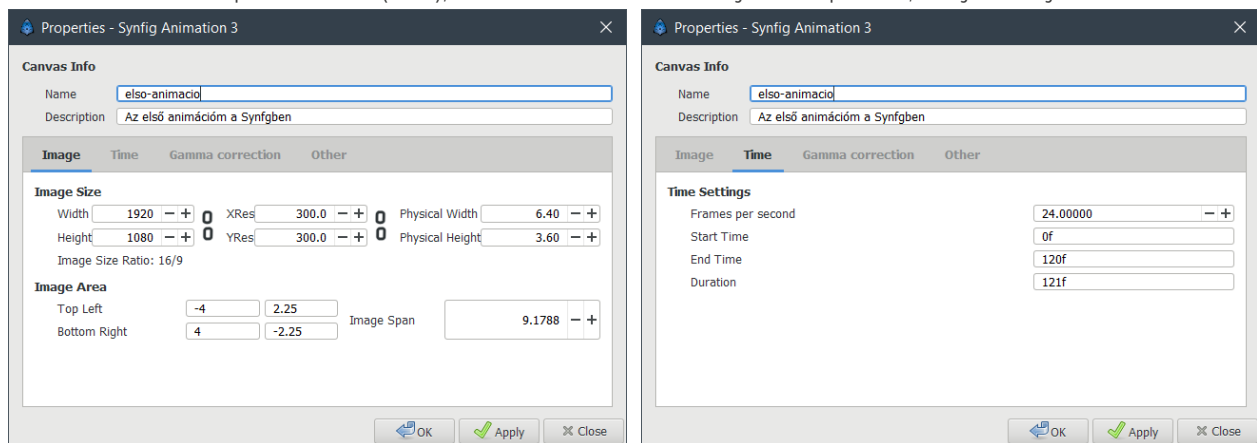 Properties - Synfig Animation 3
Canvas Info
Name elso-animacio
Description Az első animációm a Synfgben
Image Time Gamma correction Other
Image Size
Width 1920 XRes 300.0 Physical Width 6.40
Height 1080 YRes 300.0 Physical Height 3.60
Image Size Ratio: 16/9
Image Area
Top Left -4 2.25
Image Span 9.1788
Bottom Right 4 -2.25
OK Apply Close
Properties - Synfig Animation 3
Canvas Info
Name elso-animacio
Description Az első animációm a Synfgben
Image Time Gamma correction Other
Time Settings
Frames per second 24.00000
Start Time 0f
End Time 120f
Duration 121f
OK Apply Close